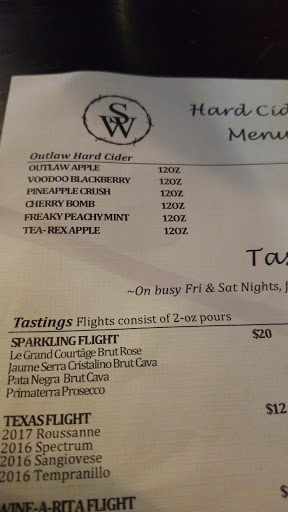 SW
Hard Cid
Menu
Outlaw Hard Cider
OUTLAW APPLE 12OZ
VOODOO BLACKBERRY 12OZ
PINEAPPLE CRUSH 12OZ
CHERRY BOMB 12OZ
FREAKY PEACHY MINT 12OZ
TEA-REX APPLE 12OZ
Tas
~On busy Fri & Sat Nights, f
Tastings Flights consist of 2-oz pours
SPARKLING FLIGHT $20
Le Grand Courtâge Brut Rose
Jaume Serra Cristalino Brut Cava
Pata Negra Brut Cava
Primaterra Prosecco
TEXAS FLIGHT $12
2017 Roussanne
2016 Spectrum
2016 Sangiovese
2016 Tempranillo
WINE-A-RITA FLIGHT $